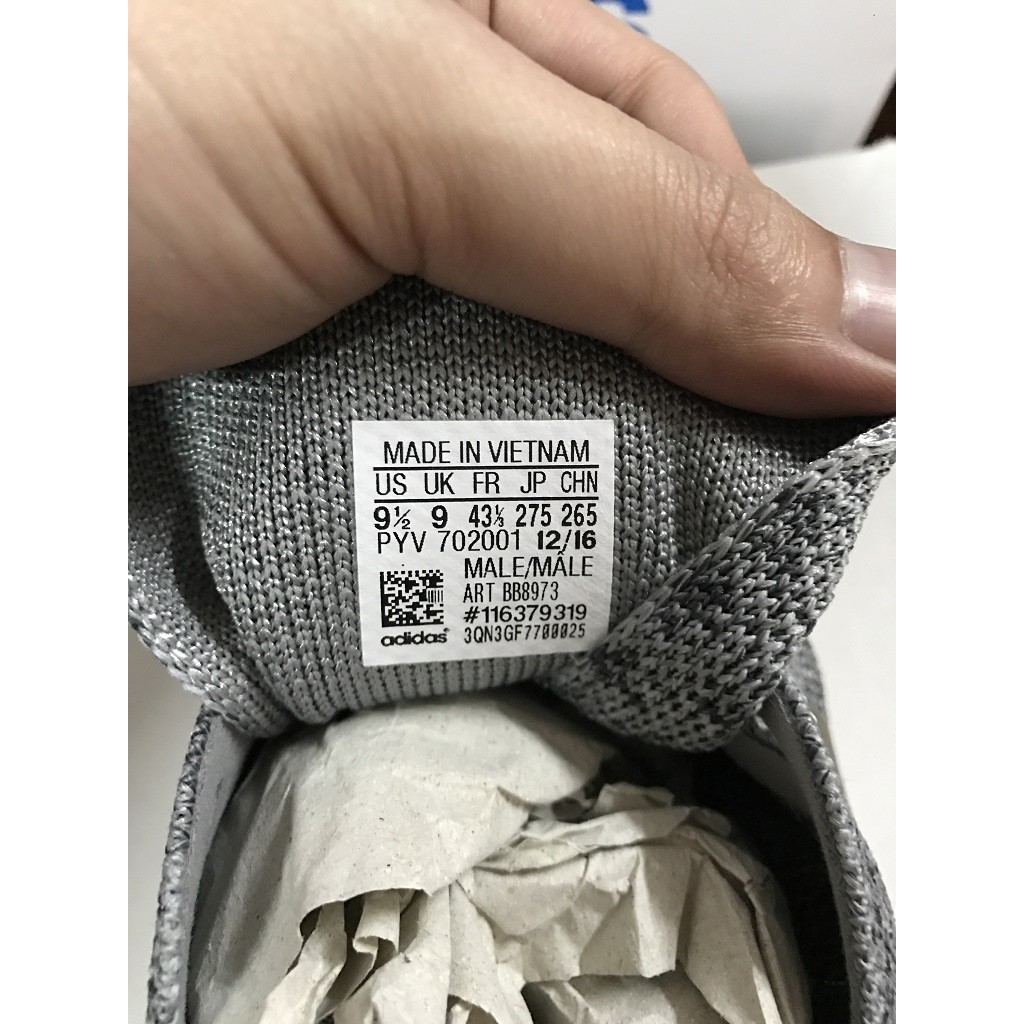 MADE IN VIETNAM
US UK FR JP CHN
9½ 9 43⅓ 275 265
PYV 702001 12/16
MALE/MÂLE
ART BB8973
#116379319
adidas® 3QN3GF7700025